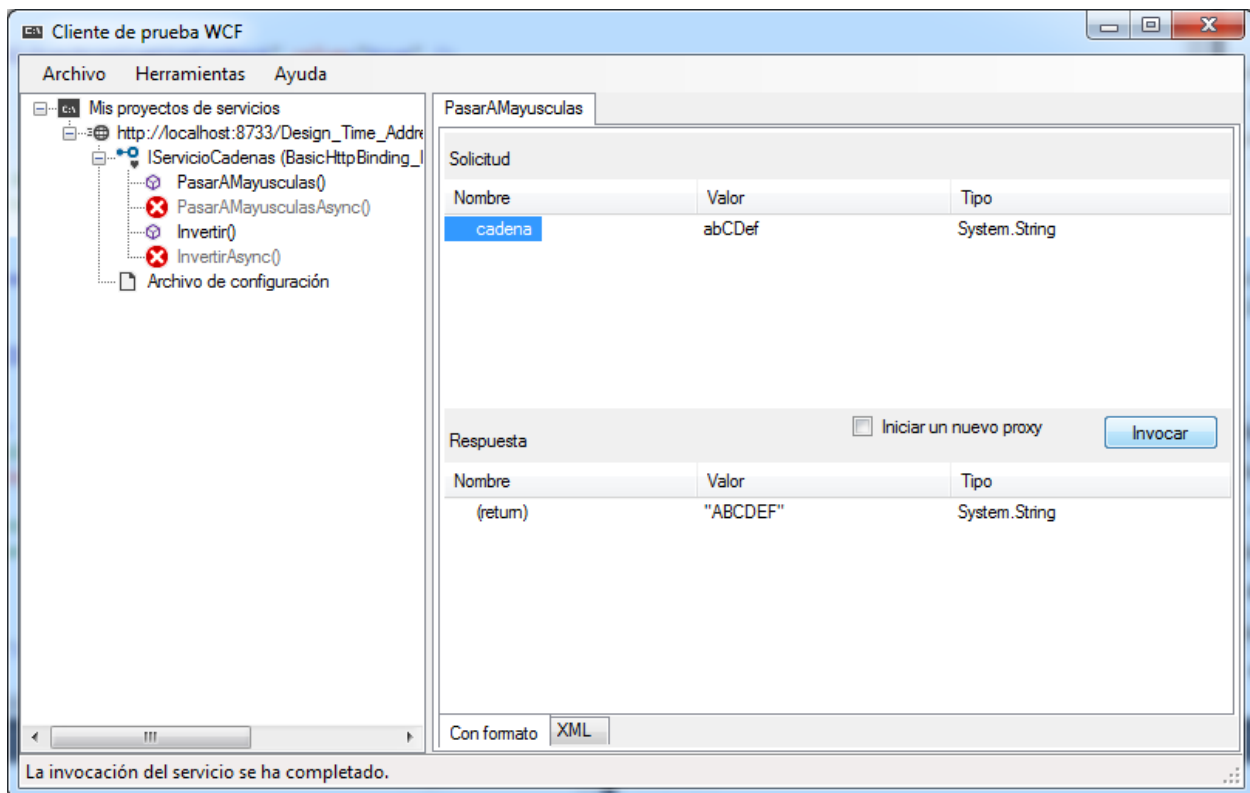 Cliente de prueba WCF
Archivo Herramientas Ayuda
Mis proyectos de servicios
http://localhost:8733/Design_Time_Addre
IServicioCadenas (BasicHttpBinding_I
PasarAMayusculas()
PasarAMayusculasAsync()
Invertir()
InvertirAsync()
Archivo de configuración
PasarAMayusculas
Solicitud
Nombre Valor Tipo
cadena abCDef System.String
Respuesta Iniciar un nuevo proxy Invocar
Nombre Valor Tipo
(return) "ABCDEF" System.String
Con formato XML
La invocación del servicio se ha completado.